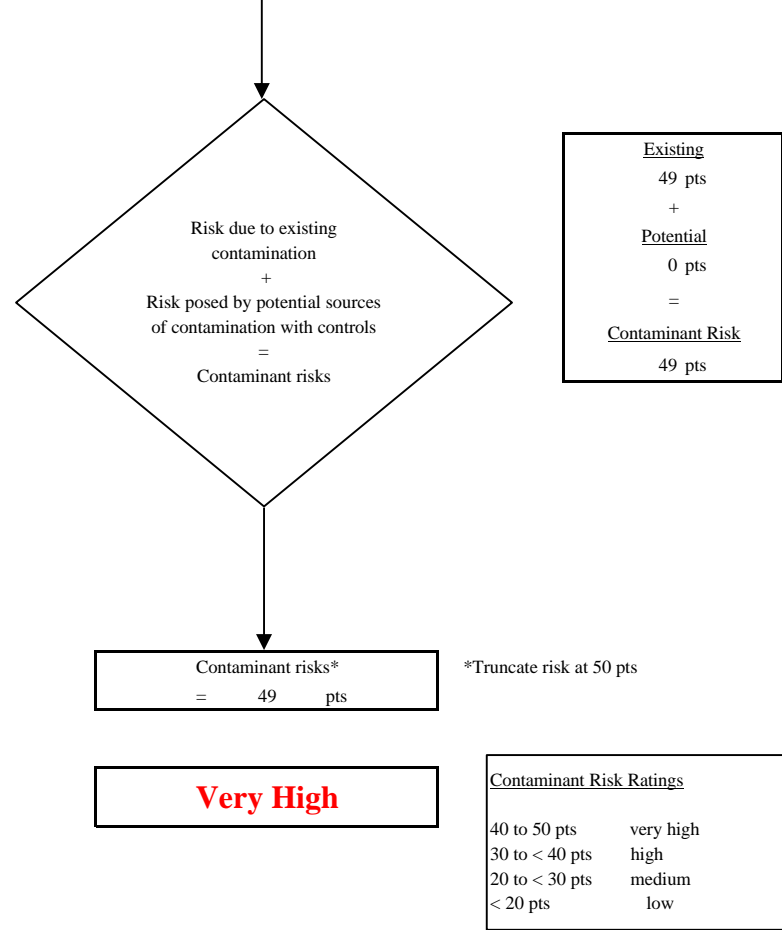 Risk due to existing
contamination
+
Risk posed by potential sources
of contamination with controls
=
Contaminant risks
Existing
49 pts
+
Potential
0 pts
=
Contaminant Risk
49 pts
Contaminant risks*
= 49 pts
*Truncate risk at 50 pts
Very High
Contaminant Risk Ratings
40 to 50 pts very high
30 to < 40 pts high
20 to < 30 pts medium
< 20 pts low